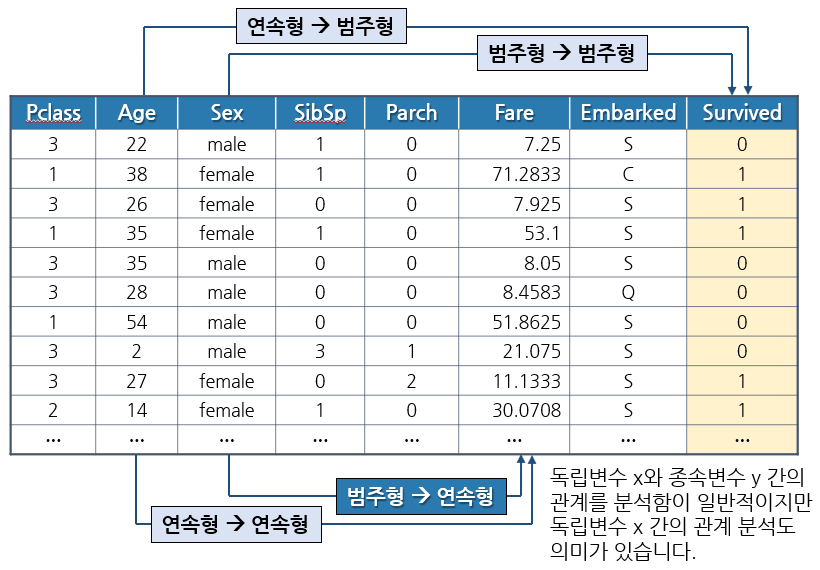 연속형 → 범주형
범주형 → 범주형
Pclass Age Sex SibSp Parch Fare Embarked Survived
3 22 male 1 0 7.25 S 0
1 38 female 1 0 71.2833 C 1
3 26 female 0 0 7.925 S 1
1 35 female 1 0 53.1 S 1
3 35 male 0 0 8.05 S 0
3 28 male 0 0 8.4583 Q 0
1 54 male 0 0 51.8625 S 0
3 2 male 3 1 21.075 S 0
3 27 female 0 2 11.1333 S 1
2 14 female 1 0 30.0708 S 1
... ... ... ... ... ... ... ...
범주형 → 연속형
연속형 → 연속형
독립변수 x와 종속변수 y 간의
관계를 분석함이 일반적이지만
독립변수 x 간의 관계 분석도
의미가 있습니다.